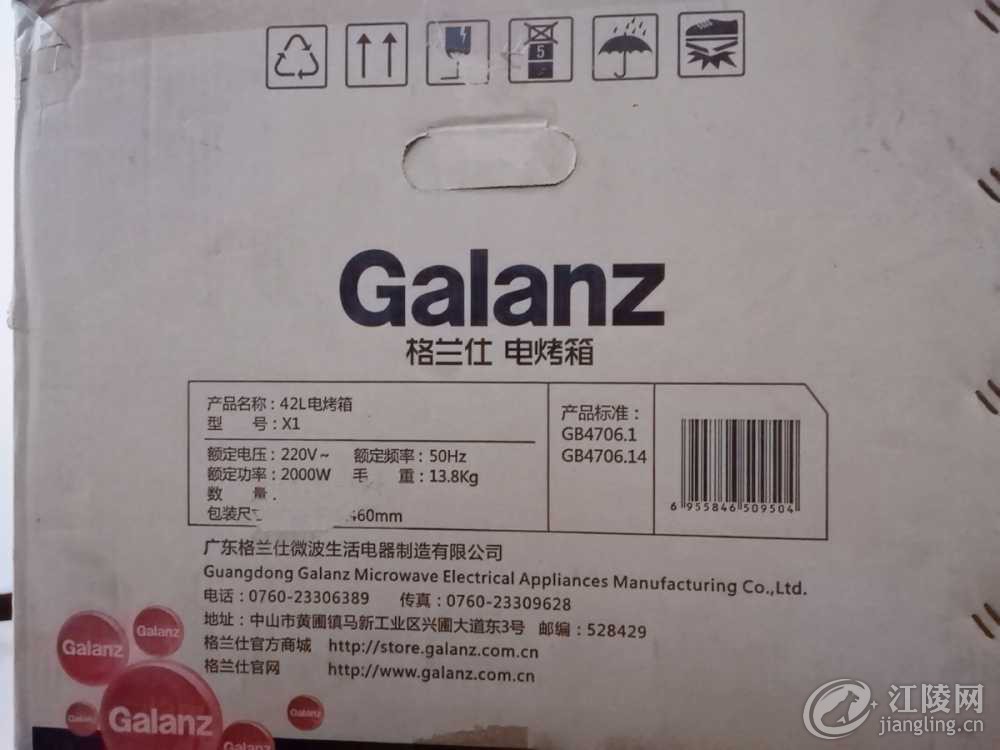 5
Galanz
格兰仕 电烤箱
产品名称：42L电烤箱
型 号：X1
额定电压：220V~ 额定频率：50Hz
额定功率：2000W 毛 重：13.8Kg
数 量：
包装尺 460mm
产品标准：
GB4706.1
GB4706.14
6 955846 509504
广东格兰仕微波生活电器制造有限公司
Guangdong Galanz Microwave Electrical Appliances Manufacturing Co.,Ltd.
电话：0760-23306389 传真：0760-23309628
地址：中山市黄圃镇马新工业区兴圃大道东3号 邮编：528429
格兰仕官方商城 http://store.galanz.com.cn
格兰仕官网 http://www.galanz.com.cn
Galanz
Galanz
Galanz
Galanz
Galanz
Galanz
江陵网
jiangling.cn